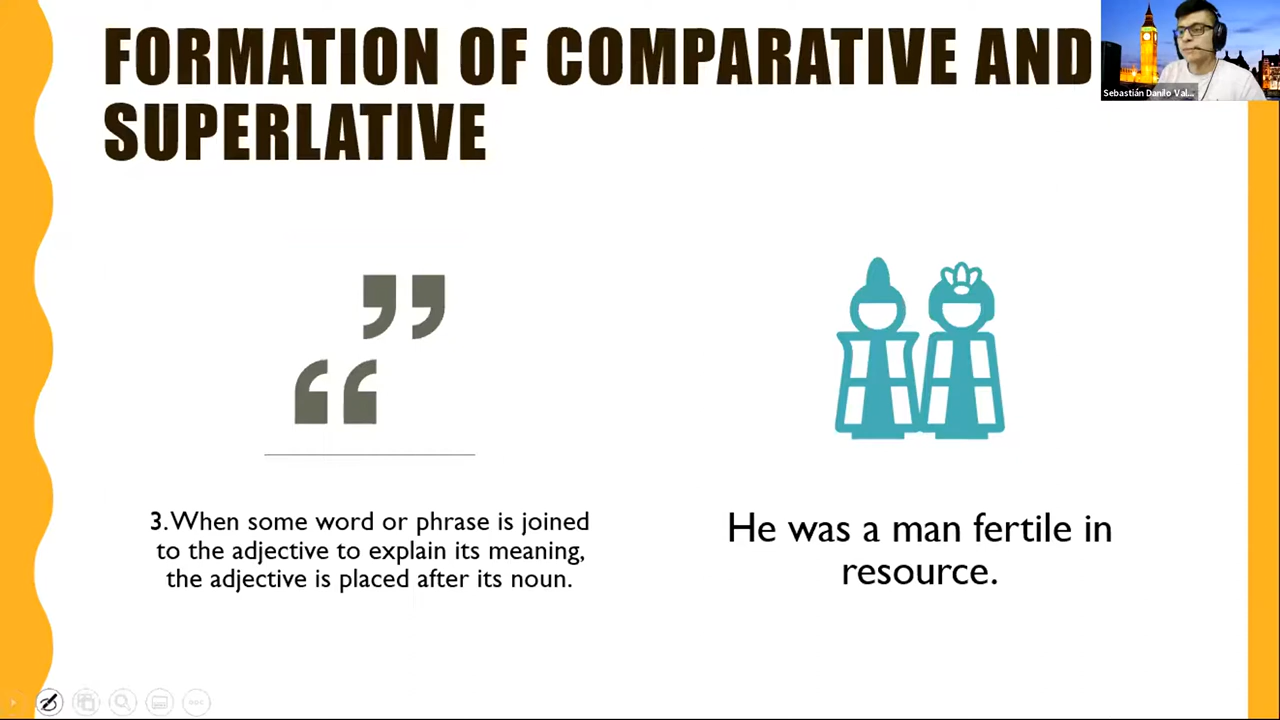 FORMATION OF COMPARATIVE AND
SUPERLATIVE
Sebastián Danilo Val...
3. When some word or phrase is joined
to the adjective to explain its meaning,
the adjective is placed after its noun.
He was a man fertile in
resource.